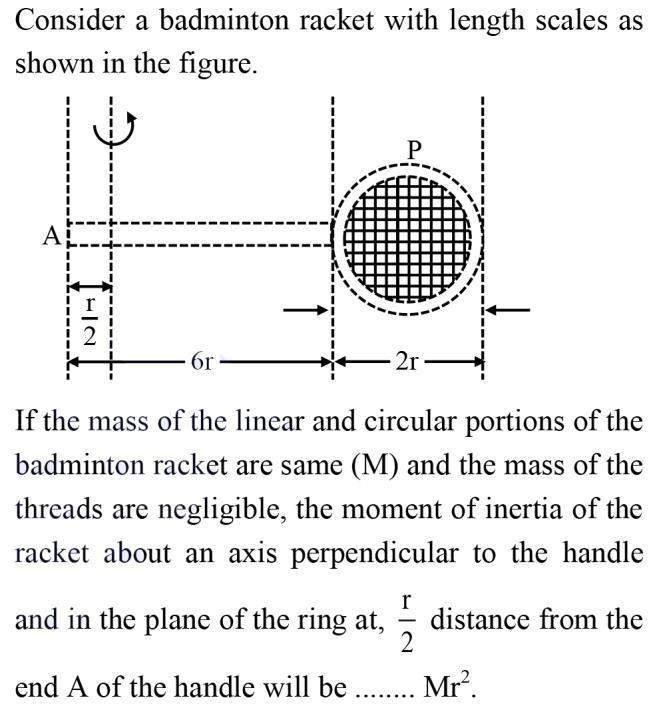 Consider a badminton racket with length scales as
shown in the figure.
P
A
r/2
6r
2r
If the mass of the linear and circular portions of the
badminton racket are same (M) and the mass of the
threads are negligible, the moment of inertia of the
racket about an axis perpendicular to the handle
and in the plane of the ring at, r/2 distance from the
end A of the handle will be ........ Mr².